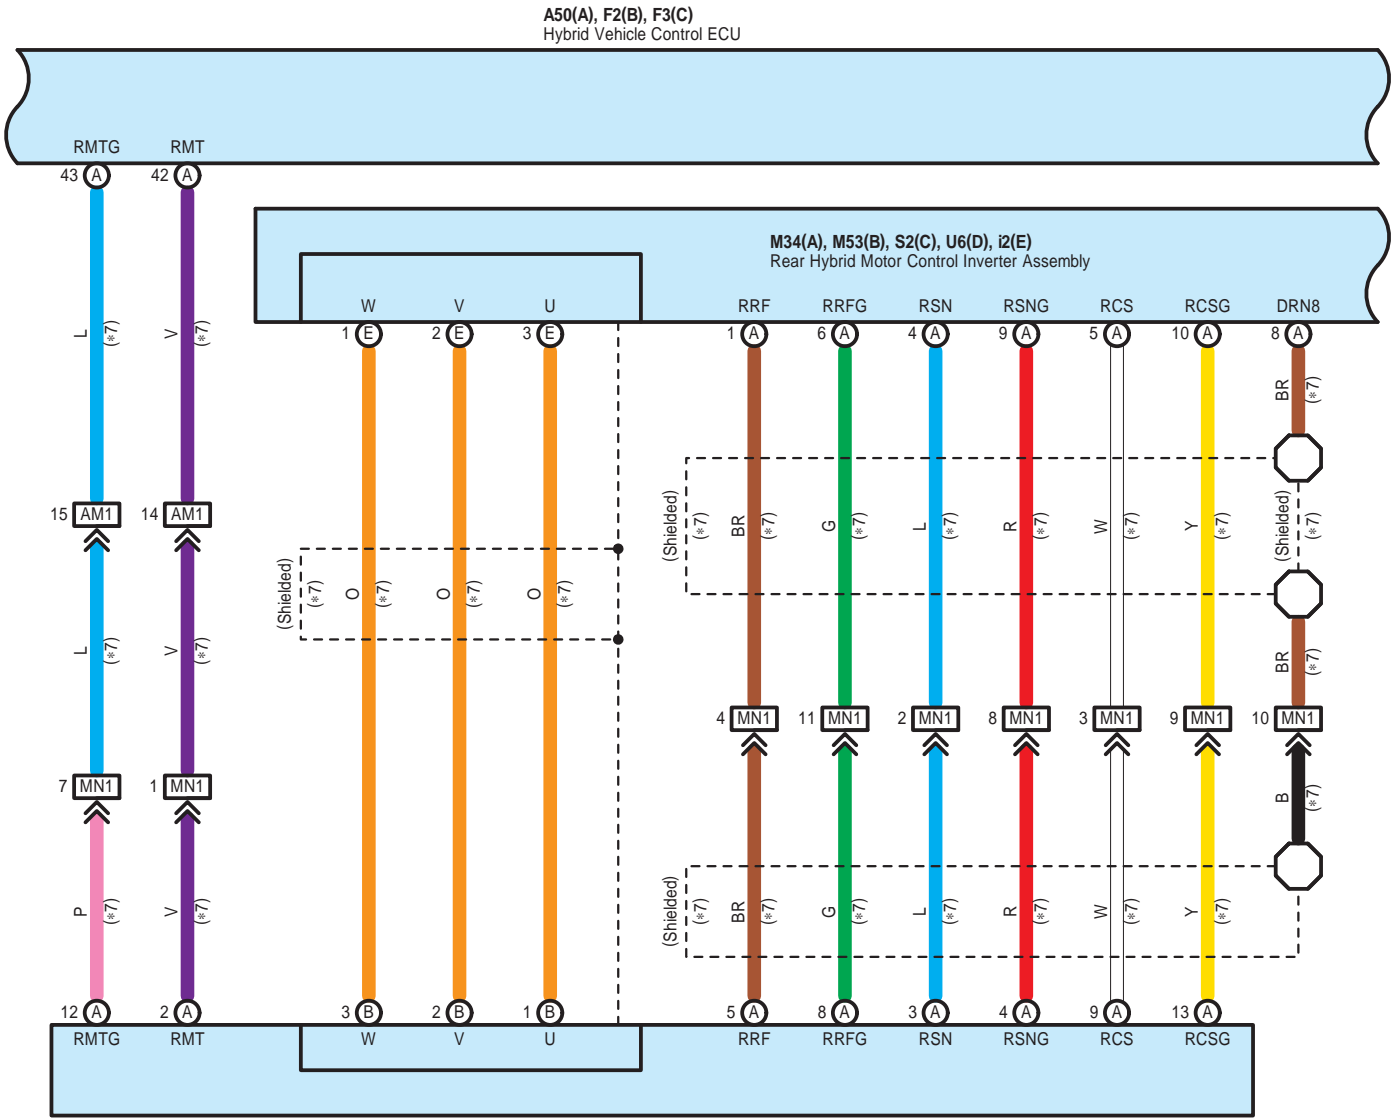 A50(A), F2(B), F3(C)
Hybrid Vehicle Control ECU
RMTG RMT
43 A 42 A
M34(A), M53(B), S2(C), U6(D), i2(E)
Rear Hybrid Motor Control Inverter Assembly
W V U RRF RRFG RSN RSNG RCS RCSG DRN8
1 E 2 E 3 E 1 A 6 A 4 A 9 A 5 A 10 A 8 A
L (*7) V (*7)
BR (*7)
15 AM1 14 AM1
(Shielded) (*7) BR (*7) G (*7) L (*7) R (*7) W (*7) Y (*7) (Shielded) (*7)
(Shielded) (*7) O (*7) O (*7) O (*7)
L (*7) V (*7)
BR (*7)
4 MN1 11 MN1 2 MN1 8 MN1 3 MN1 9 MN1 10 MN1
7 MN1 1 MN1
B (*7)
P (*7) V (*7)
(Shielded) (*7) BR (*7) G (*7) L (*7) R (*7) W (*7) Y (*7)
12 A 2 A 3 B 2 B 1 B 5 A 8 A 3 A 4 A 9 A 13 A
RMTG RMT W V U RRF RRFG RSN RSNG RCS RCSG